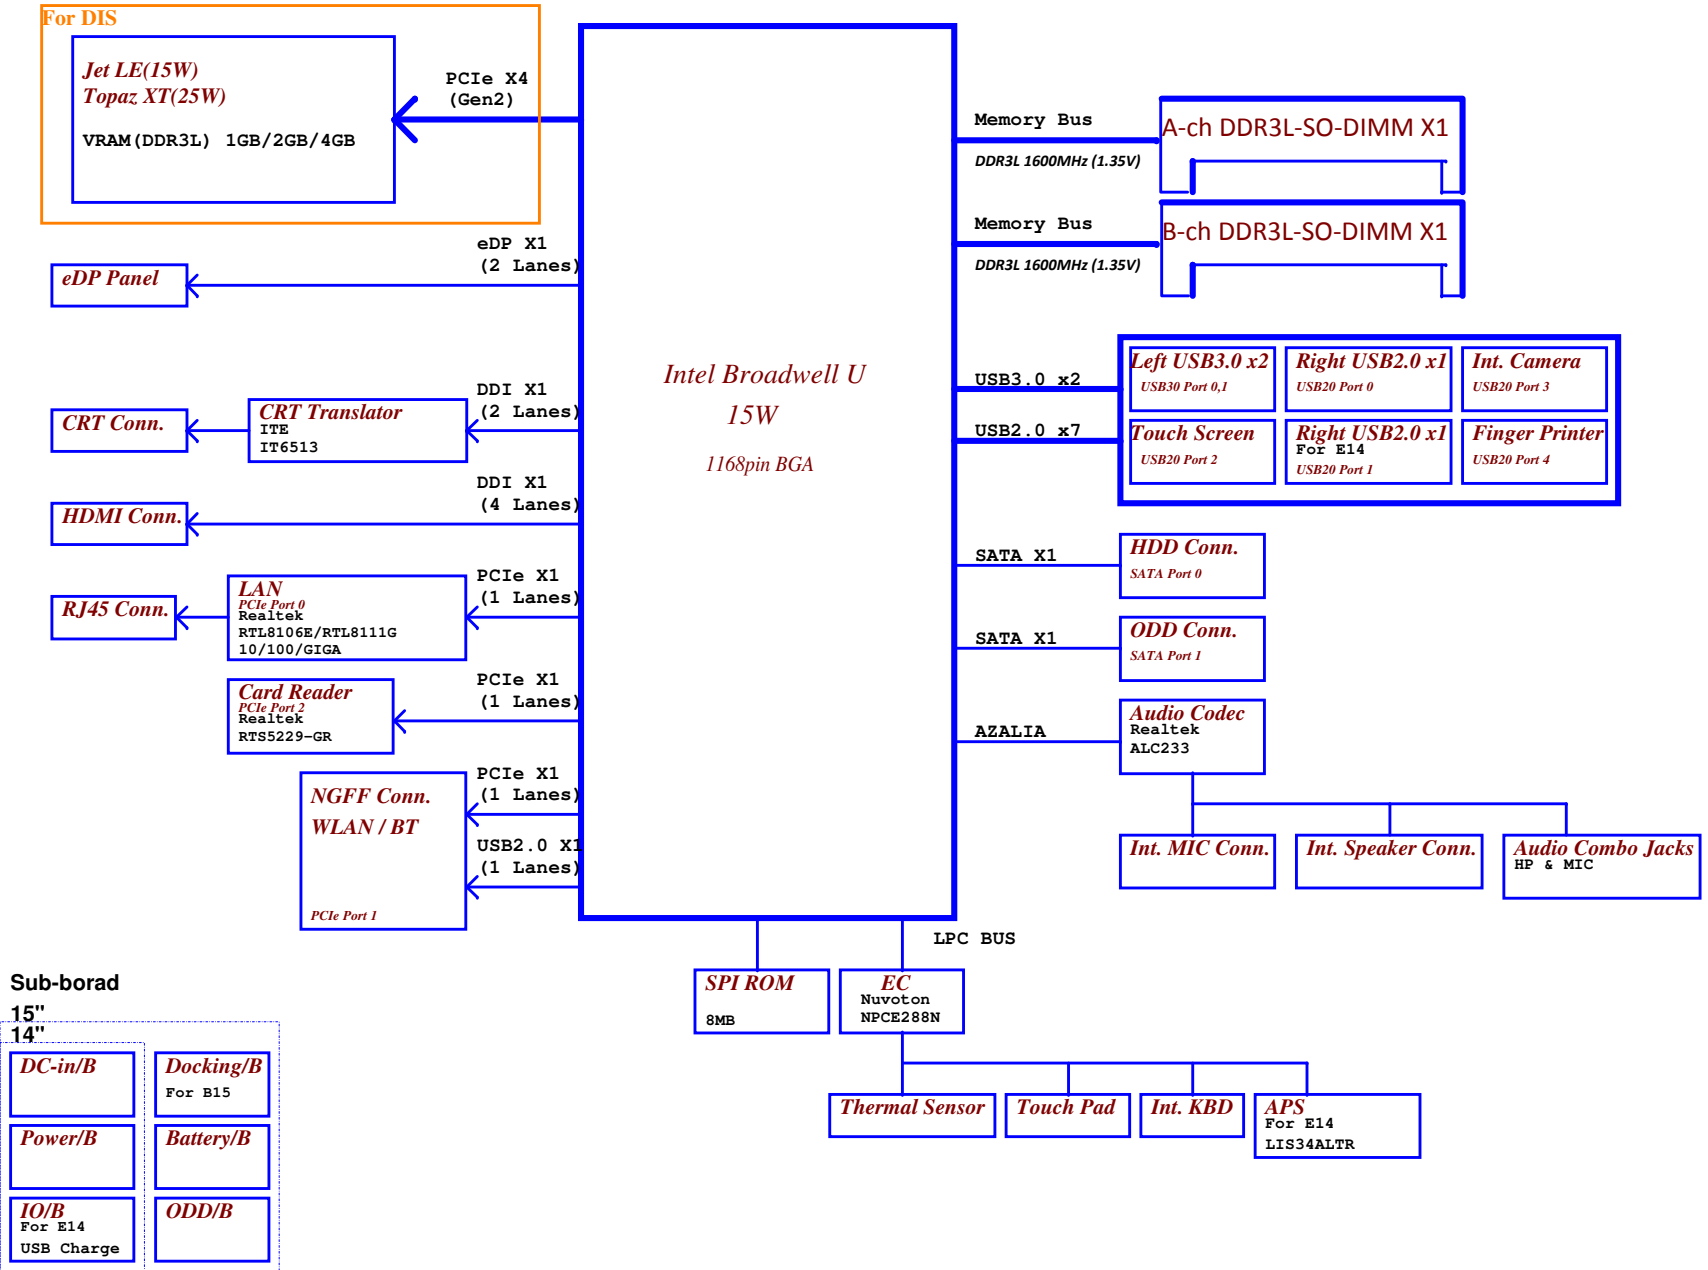 For DIS
Jet LE(15W)
Topaz XT(25W)
VRAM(DDR3L) 1GB/2GB/4GB
PCIe X4
(Gen2)
eDP X1
(2 Lanes)
eDP Panel
DDI X1
(2 Lanes)
CRT Conn.
CRT Translator
ITE
IT6513
DDI X1
(4 Lanes)
HDMI Conn.
PCIe X1
(1 Lanes)
RJ45 Conn.
LAN
PCIe Port 0
Realtek
RTL8106E/RTL8111G
10/100/GIGA
PCIe X1
(1 Lanes)
Card Reader
PCIe Port 2
Realtek
RTS5229-GR
PCIe X1
(1 Lanes)
NGFF Conn.
WLAN / BT
USB2.0 X1
(1 Lanes)
PCIe Port 1
Intel Broadwell U
15W
1168pin BGA
Memory Bus
DDR3L 1600MHz (1.35V)
A-ch DDR3L-SO-DIMM X1
Memory Bus
DDR3L 1600MHz (1.35V)
B-ch DDR3L-SO-DIMM X1
USB3.0 x2
USB2.0 x7
Left USB3.0 x2
USB30 Port 0,1
Right USB2.0 x1
USB20 Port 0
Int. Camera
USB20 Port 3
Touch Screen
USB20 Port 2
Right USB2.0 x1
For E14
USB20 Port 1
Finger Printer
USB20 Port 4
SATA X1
HDD Conn.
SATA Port 0
SATA X1
ODD Conn.
SATA Port 1
AZALIA
Audio Codec
Realtek
ALC233
Int. MIC Conn.
Int. Speaker Conn.
Audio Combo Jacks
HP & MIC
LPC BUS
SPI ROM
8MB
EC
Nuvoton
NPCE288N
Thermal Sensor
Touch Pad
Int. KBD
APS
For E14
LIS34ALTR
Sub-borad
15"
14"
DC-in/B
Docking/B
For B15
Power/B
Battery/B
IO/B
For E14
USB Charge
ODD/B